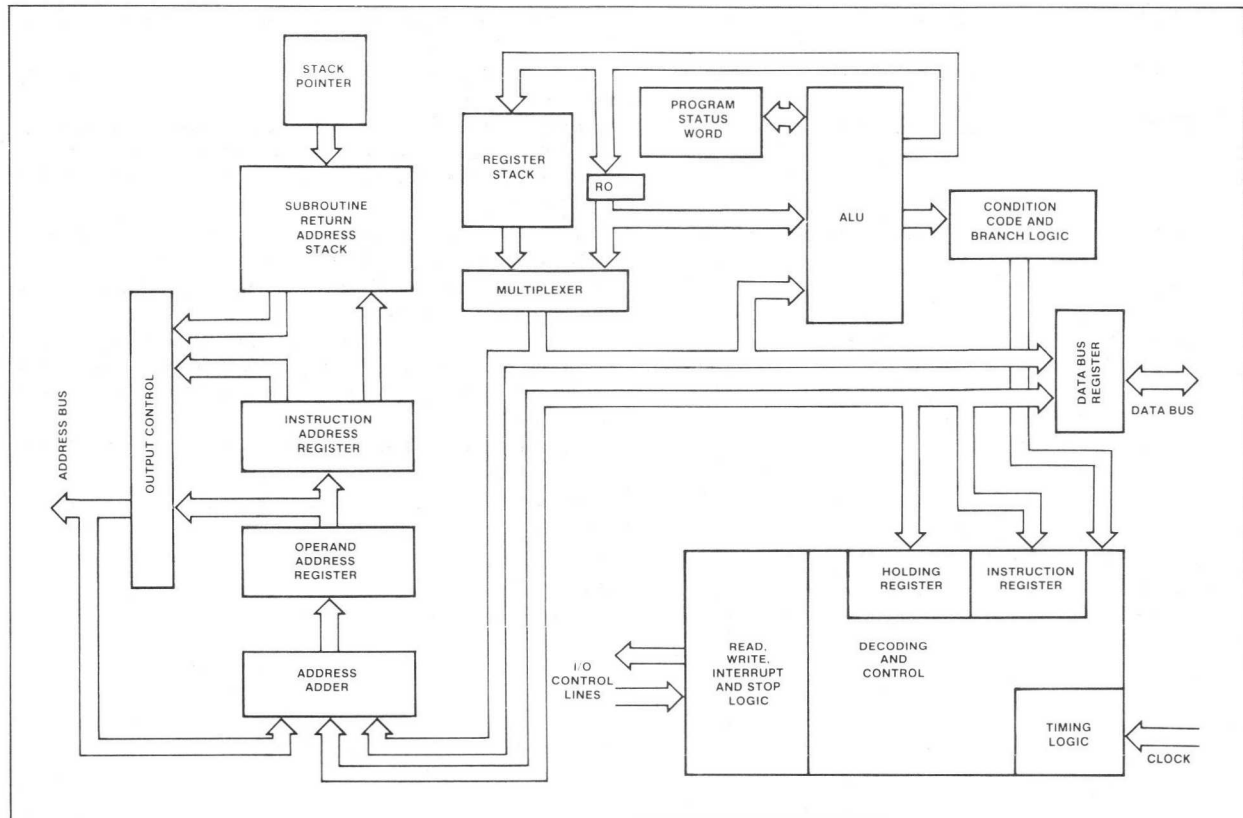 STACK
POINTER
SUBROUTINE
RETURN
ADDRESS
STACK
REGISTER
STACK
RO
MULTIPLEXER
PROGRAM
STATUS
WORD
ALU
CONDITION
CODE AND
BRANCH LOGIC
DATA BUS
REGISTER
DATA BUS
ADDRESS BUS
OUTPUT CONTROL
INSTRUCTION
ADDRESS
REGISTER
OPERAND
ADDRESS
REGISTER
ADDRESS
ADDER
I/O
CONTROL
LINES
READ,
WRITE,
INTERRUPT
AND STOP
LOGIC
HOLDING
REGISTER
INSTRUCTION
REGISTER
DECODING
AND
CONTROL
TIMING
LOGIC
CLOCK